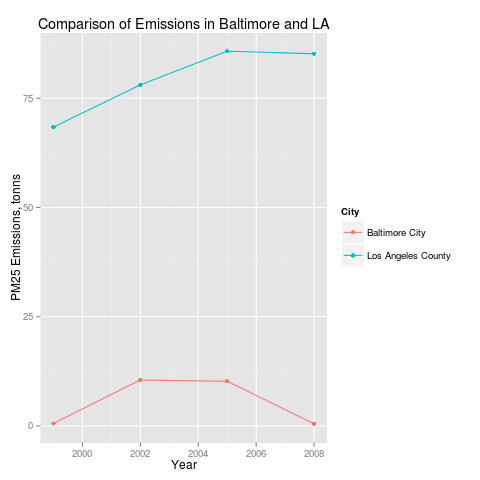 Comparison of Emissions in Baltimore and LA
PM25 Emissions, tonns
75
50
25
0
2000 2002 2004 2006 2008
Year
City
Baltimore City
Los Angeles County